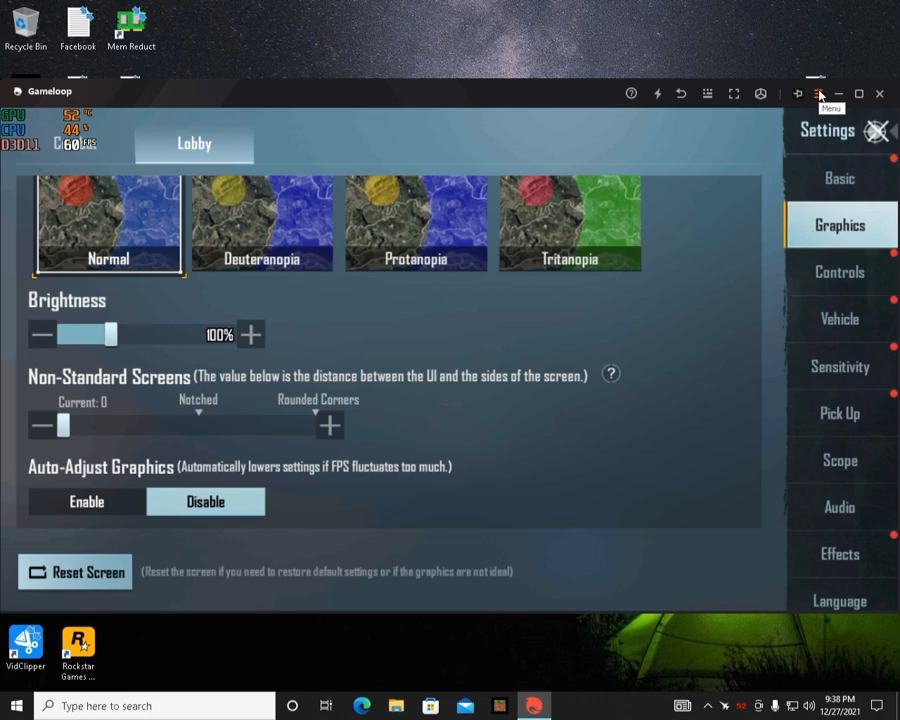 Recycle Bin
Facebook
Mem Reduct
Gameloop
Menu
GPU 52 °C
CPU 44 %
D3D11 60 FPS
Lobby
Settings
Basic
Graphics
Controls
Vehicle
Sensitivity
Pick Up
Scope
Audio
Effects
Language
Normal
Deuteranopia
Protanopia
Tritanopia
Brightness
100%
Non-Standard Screens (The value below is the distance between the UI and the sides of the screen.) ?
Current: 0
Notched
Rounded Corners
Auto-Adjust Graphics (Automatically lowers settings if FPS fluctuates too much.)
Enable
Disable
Reset Screen
(Reset the screen if you need to restore default settings or if the graphics are not ideal)
VidClipper
Rockstar
Games ...
Type here to search
52
9:38 PM
12/27/2021